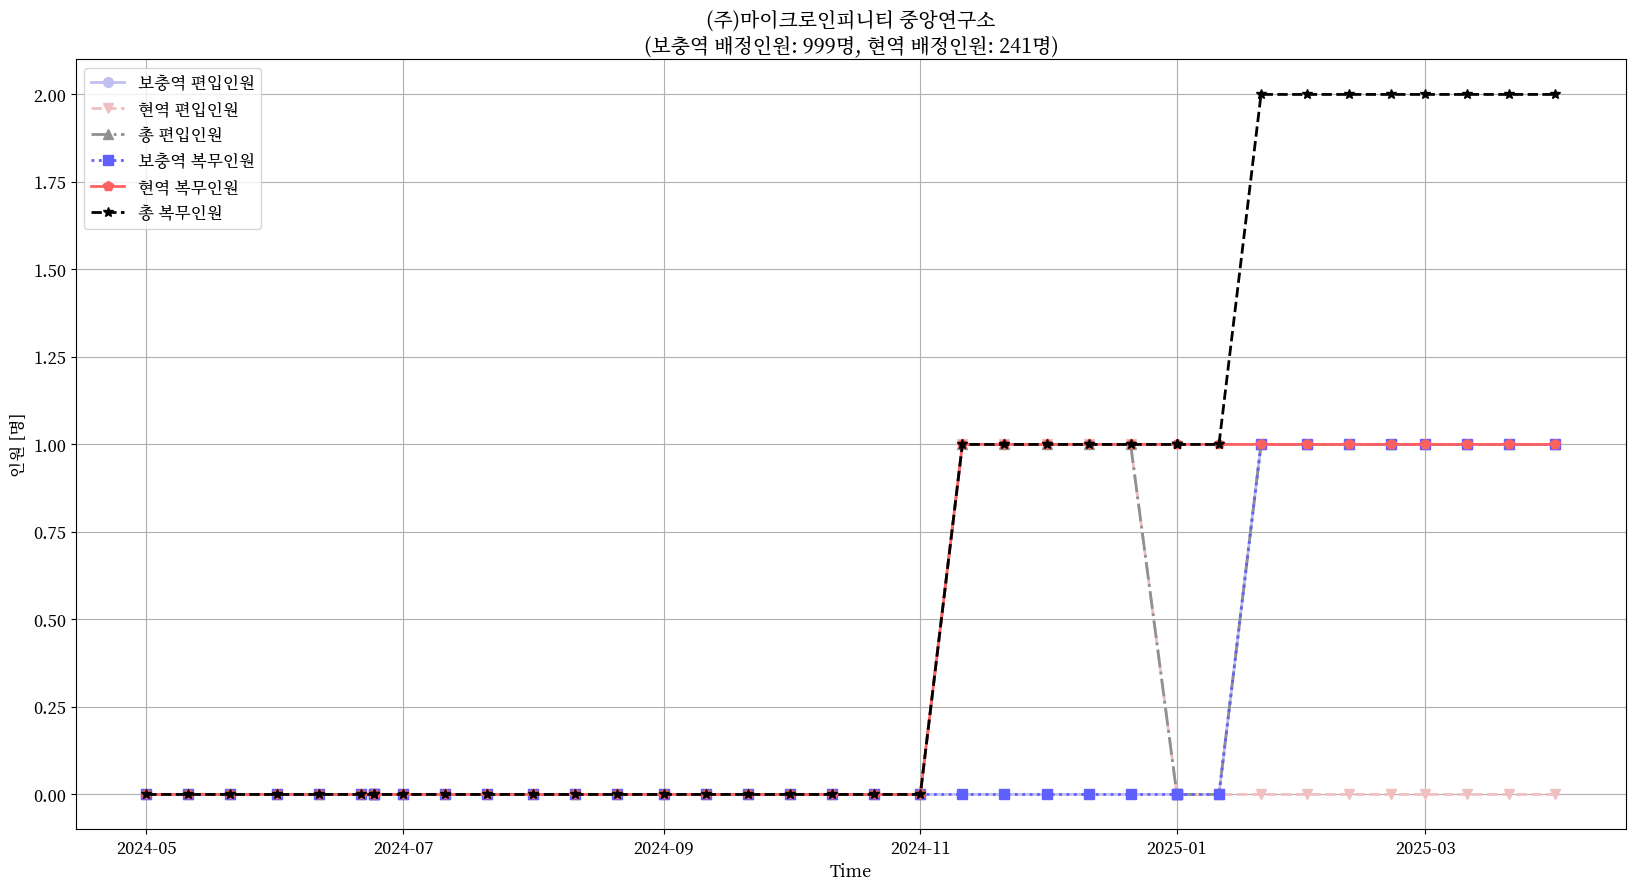 (주)마이크로인피니티 중앙연구소
(보충역 배정인원: 999명, 현역 배정인원: 241명)
보충역 편입인원
현역 편입인원
총 편입인원
보충역 복무인원
현역 복무인원
총 복무인원
2.00
1.75
1.50
1.25
1.00
0.75
0.50
0.25
0.00
인원 [명]
2024-05
2024-07
2024-09
2024-11
2025-01
2025-03
Time